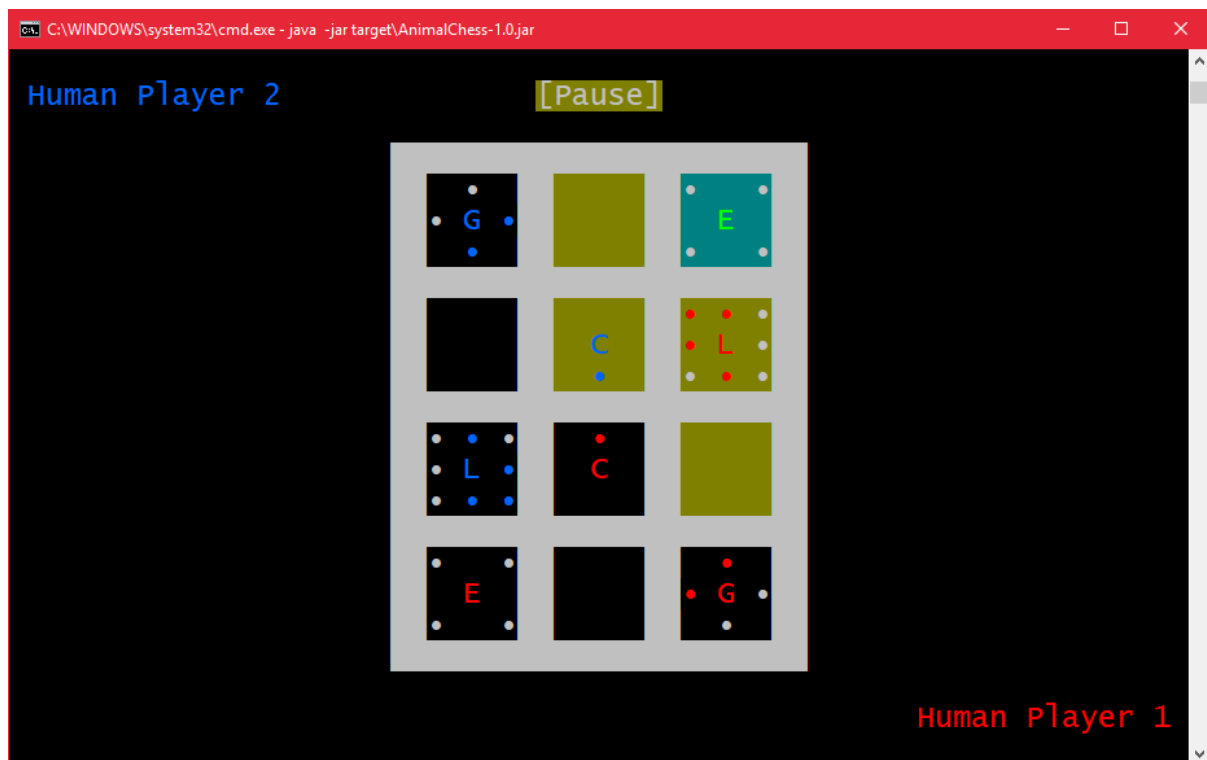 C:\WINDOWS\system32\cmd.exe - java  -jar target\AnimalChess-1.0.jar
Human Player 2 [Pause]
G E
C L
L C
E G
Human Player 1